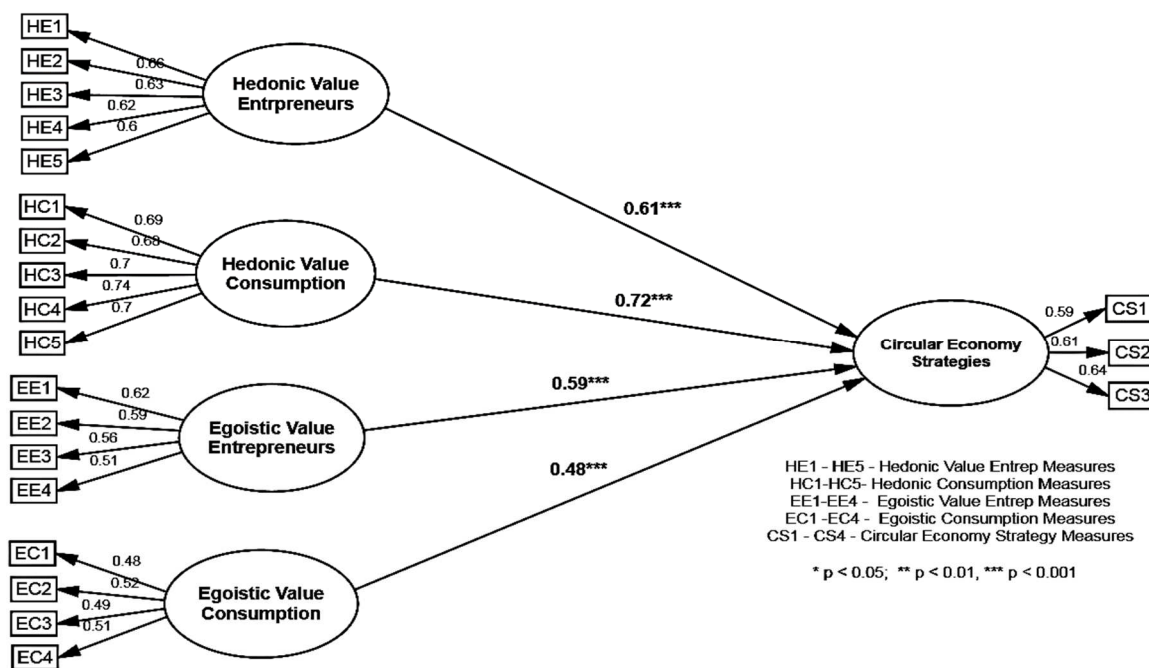 HE1
0.66
HE2
0.63
HE3
0.62
HE4
0.6
HE5
Hedonic Value
Entrpreneurs
0.61***
HC1
0.69
HC2
0.68
HC3
0.7
HC4
0.74
HC5
0.7
Hedonic Value
Consumption
0.72***
EE1
0.62
EE2
0.59
EE3
0.56
EE4
0.51
Egoistic Value
Entrepreneurs
0.59***
EC1
0.48
EC2
0.52
EC3
0.49
EC4
0.51
Egoistic Value
Consumption
0.48***
Circular Economy
Strategies
0.59
CS1
0.61
CS2
0.64
CS3
HE1 - HE5 - Hedonic Value Entrep Measures
HC1-HC5- Hedonic Consumption Measures
EE1-EE4 - Egoistic Value Entrep Measures
EC1 -EC4 - Egoistic Consumption Measures
CS1 - CS4 - Circular Economy Strategy Measures
* p < 0.05; ** p < 0.01, *** p < 0.001